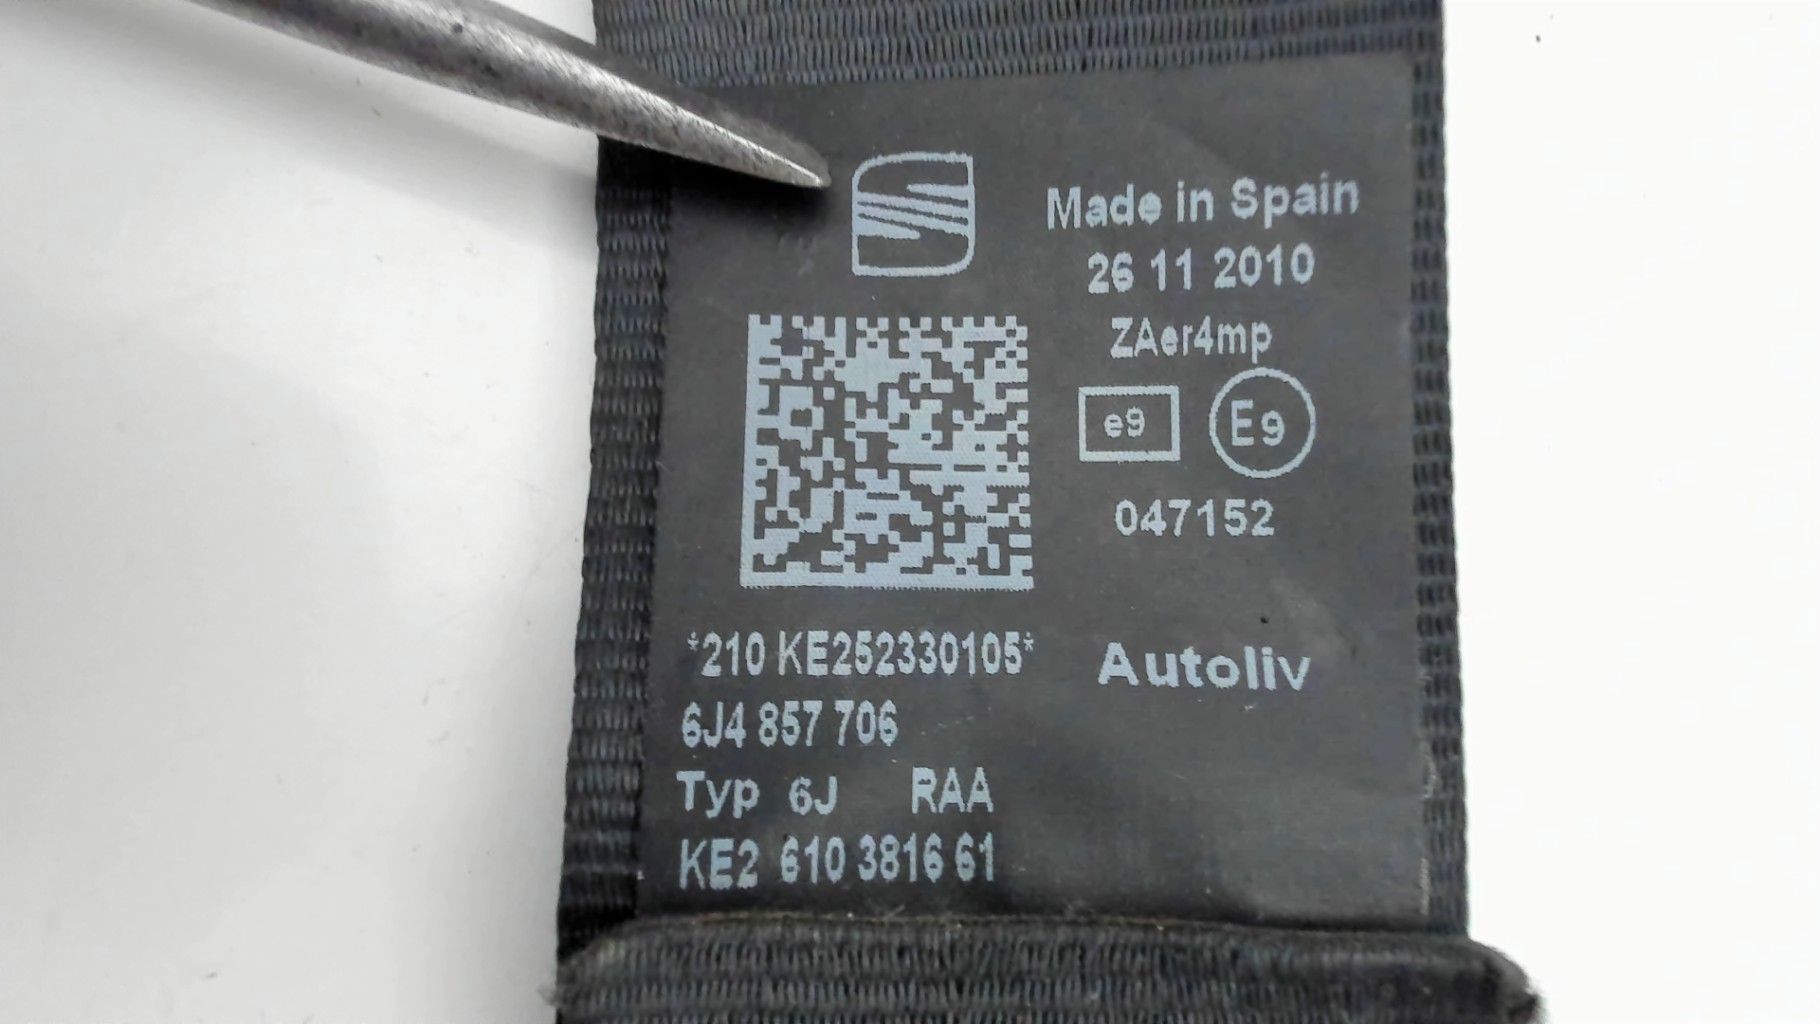 Made in Spain
26 11 2010
ZAer4mp
e9 E9
047152
*210 KE252330105*
Autoliv
6J4 857 706
Typ 6J RAA
KE2 610 3816 61